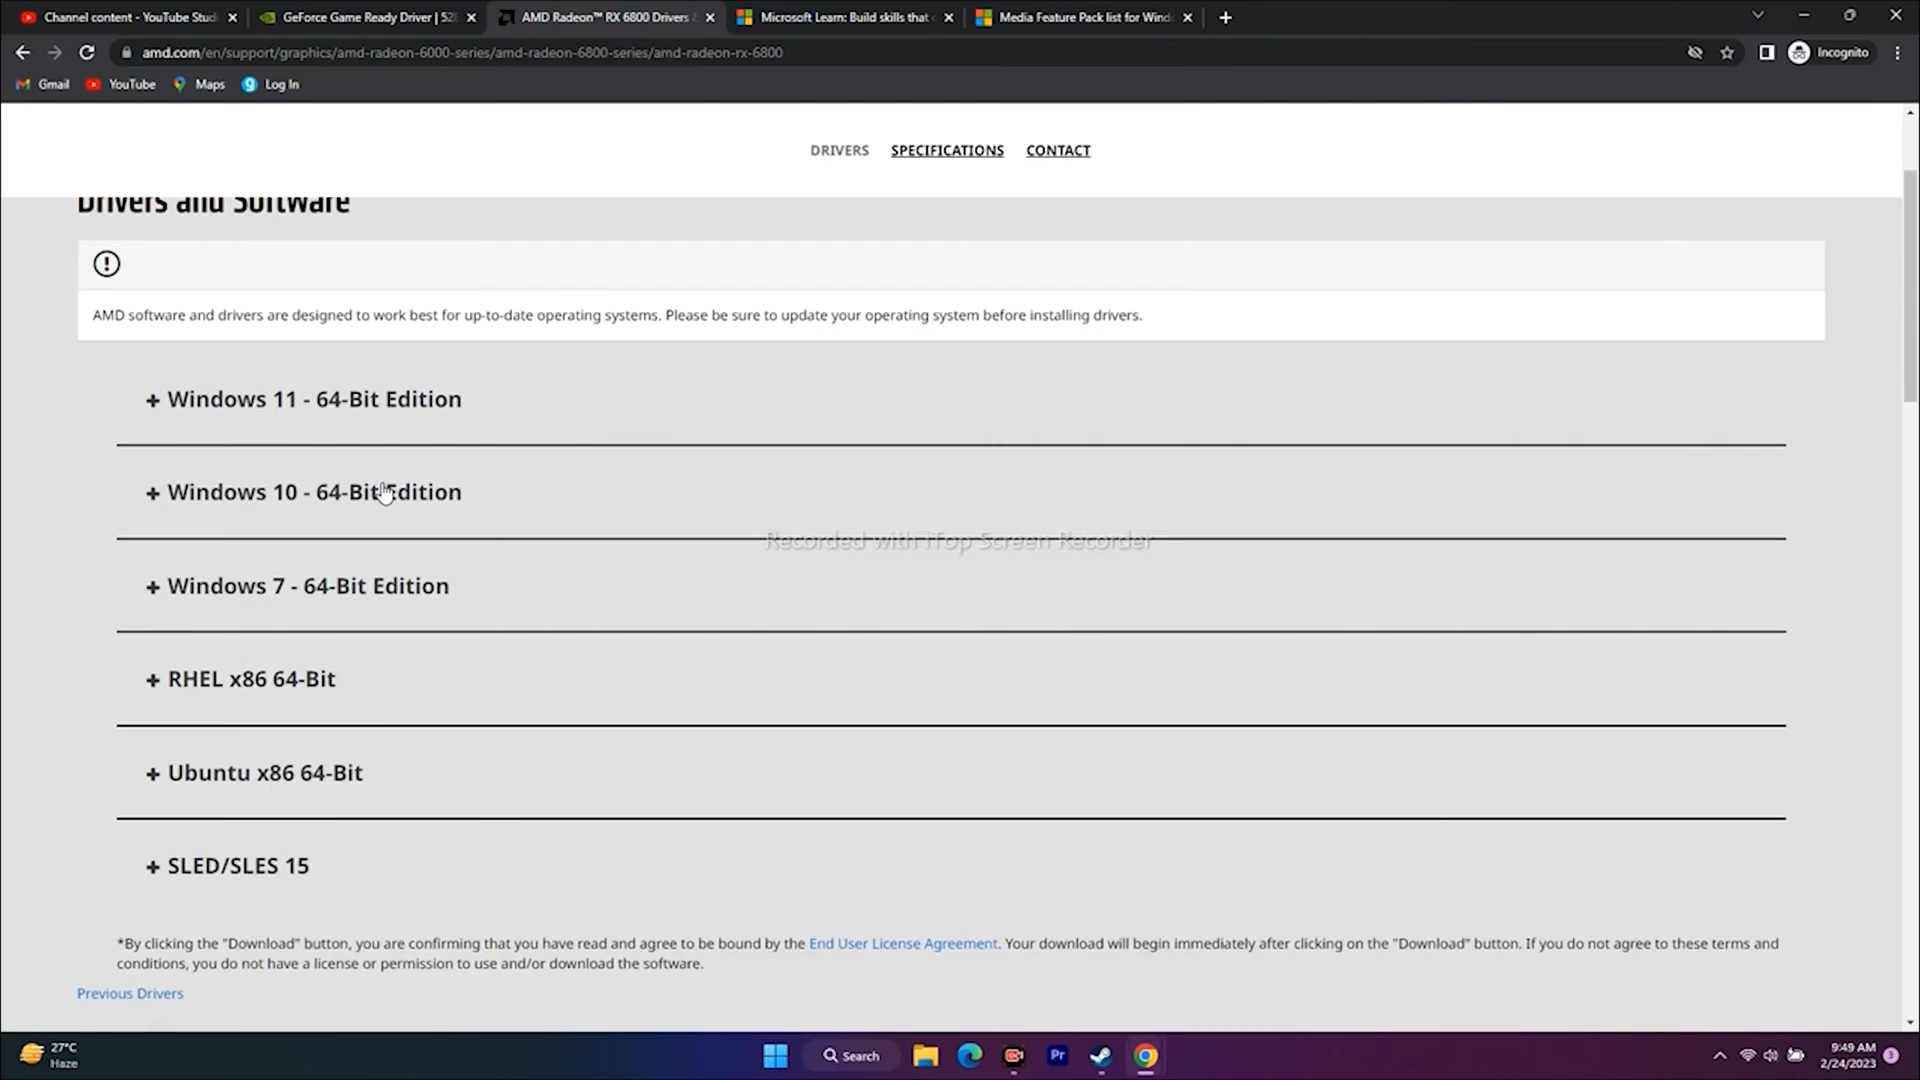 Channel content - YouTube Stud
GeForce Game Ready Driver | 528
AMD Radeon™ RX 6800 Drivers &
Microsoft Learn: Build skills that
Media Feature Pack list for Wind
amd.com/en/support/graphics/amd-radeon-6000-series/amd-radeon-6800-series/amd-radeon-rx-6800
Incognito
Gmail
YouTube
Maps
Log In
DRIVERS
SPECIFICATIONS
CONTACT
Drivers and Software
AMD software and drivers are designed to work best for up-to-date operating systems. Please be sure to update your operating system before installing drivers.
+ Windows 11 - 64-Bit Edition
+ Windows 10 - 64-Bit Edition
Recorded with iTop Screen Recorder
+ Windows 7 - 64-Bit Edition
+ RHEL x86 64-Bit
+ Ubuntu x86 64-Bit
+ SLED/SLES 15
*By clicking the "Download" button, you are confirming that you have read and agree to be bound by the End User License Agreement. Your download will begin immediately after clicking on the "Download" button. If you do not agree to these terms and
conditions, you do not have a license or permission to use and/or download the software.
Previous Drivers
27°C
Haze
Search
Pr
9:49 AM
2/24/2023
3